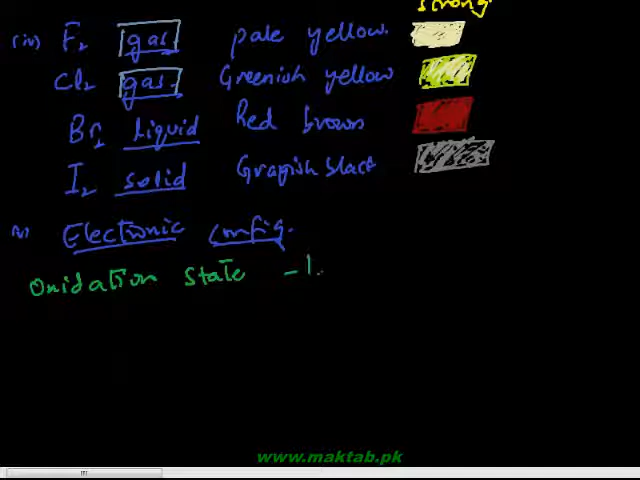 strong.
(iv) F2 gas pale yellow.
Cl2 gas. Greenish yellow
Br2 liquid Red brown
I2 solid Grayish black
(v) Electronic config.
Oxidation state -1.
www.maktab.pk